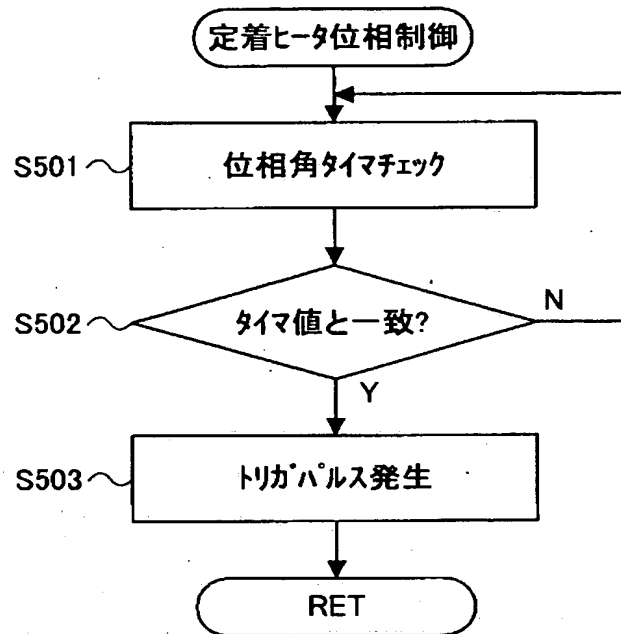 定着ヒータ位相制御
S501
位相角タイマチェック
S502
タイマ値と一致?
N
Y
S503
トリガパルス発生
RET